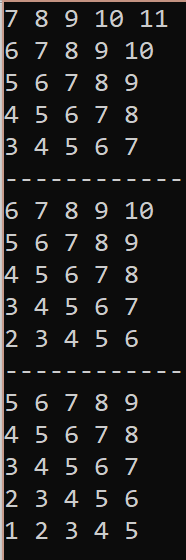 7 8 9 10 11
6 7 8 9 10
5 6 7 8 9
4 5 6 7 8
3 4 5 6 7
------------
6 7 8 9 10
5 6 7 8 9
4 5 6 7 8
3 4 5 6 7
2 3 4 5 6
------------
5 6 7 8 9
4 5 6 7 8
3 4 5 6 7
2 3 4 5 6
1 2 3 4 5